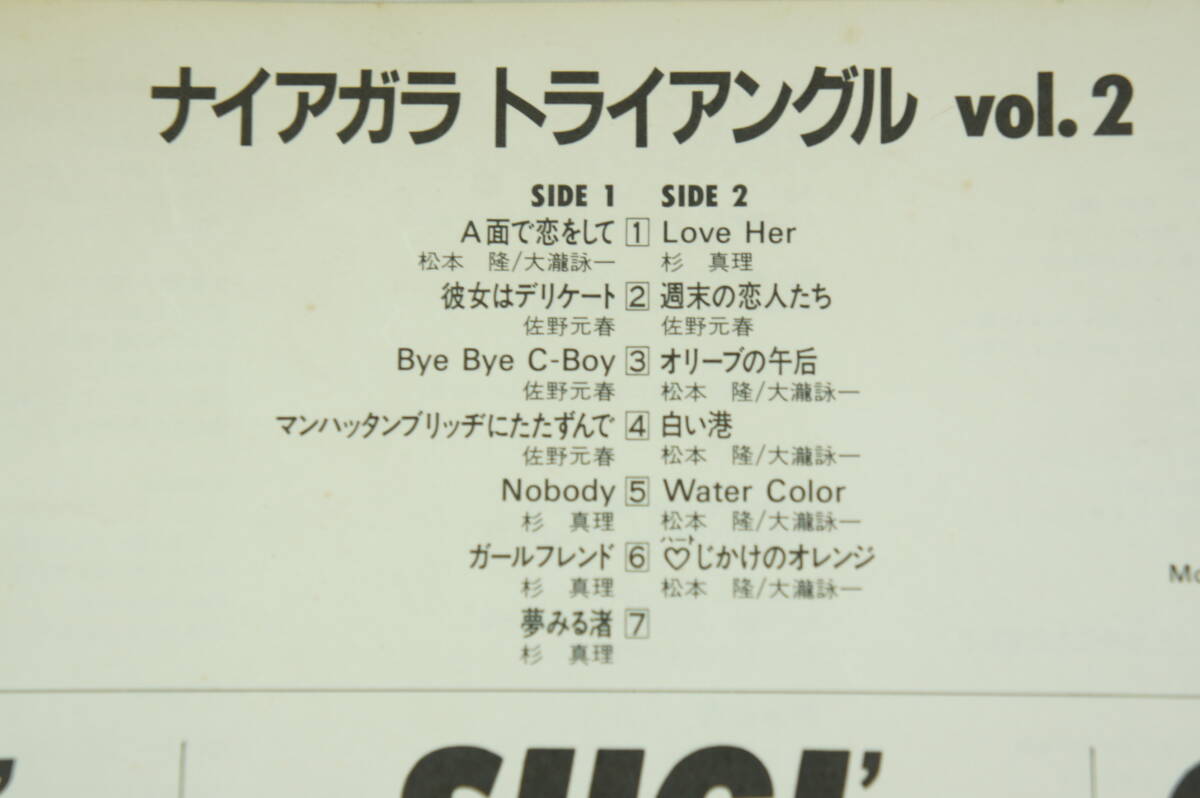 ナイアガラ トライアングル vol.2
SIDE 1 SIDE 2
A面で恋をして 1 Love Her
松本 隆/大瀧詠一 杉 真理
彼女はデリケート 2 週末の恋人たち
佐野元春 佐野元春
Bye Bye C-Boy 3 オリーブの午后
佐野元春 松本 隆/大瀧詠一
マンハッタンブリッヂにたたずんで 4 白い港
佐野元春 松本 隆/大瀧詠一
Nobody 5 Water Color
杉 真理 松本 隆/大瀧詠一
ハート
ガールフレンド 6 ♡じかけのオレンジ
杉 真理 松本 隆/大瀧詠一
夢みる渚 7
杉 真理